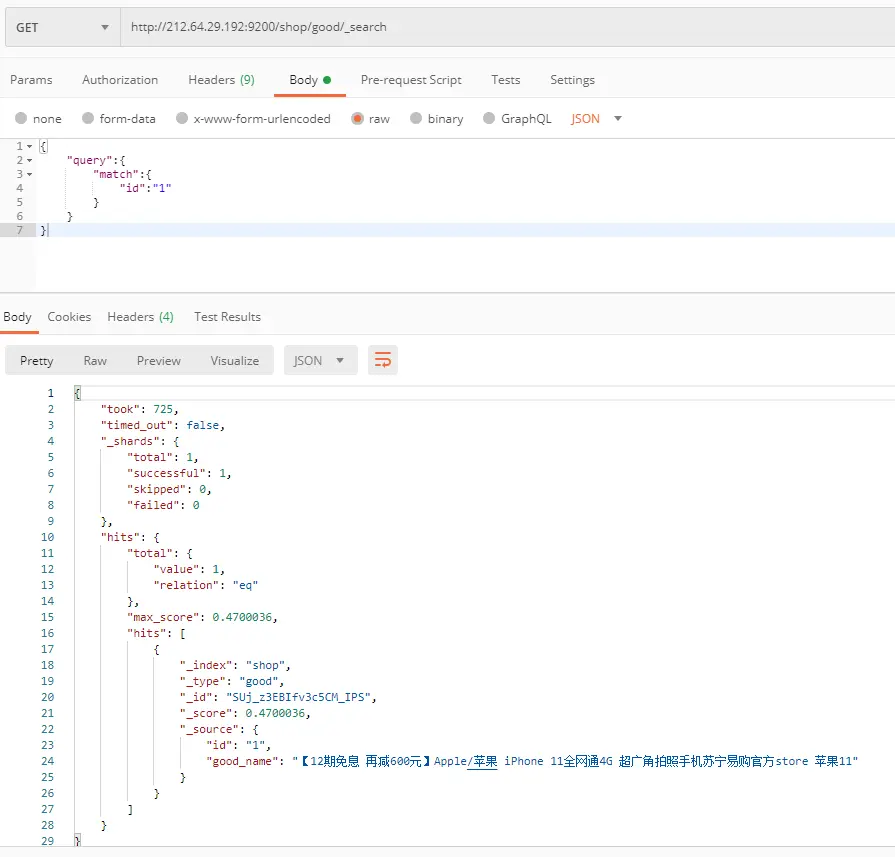 GET http://212.64.29.192:9200/shop/good/_search
Params Authorization Headers (9) Body Pre-request Script Tests Settings
none form-data x-www-form-urlencoded raw binary GraphQL JSON
1 {
2 "query":{
3 "match":{
4 "id":"1"
5 }
6 }
7 }
Body Cookies Headers (4) Test Results
Pretty Raw Preview Visualize JSON
1 {
2 "took": 725,
3 "timed_out": false,
4 "_shards": {
5 "total": 1,
6 "successful": 1,
7 "skipped": 0,
8 "failed": 0
9 },
10 "hits": {
11 "total": {
12 "value": 1,
13 "relation": "eq"
14 },
15 "max_score": 0.4700036,
16 "hits": [
17 {
18 "_index": "shop",
19 "_type": "good",
20 "_id": "SUj_z3EBIfv3c5CM_IPS",
21 "_score": 0.4700036,
22 "_source": {
23 "id": "1",
24 "good_name": "【12期免息 再减600元】Apple/苹果 iPhone 11全网通4G 超广角拍照手机苏宁易购官方store 苹果11"
25 }
26 }
27 ]
28 }
29 }